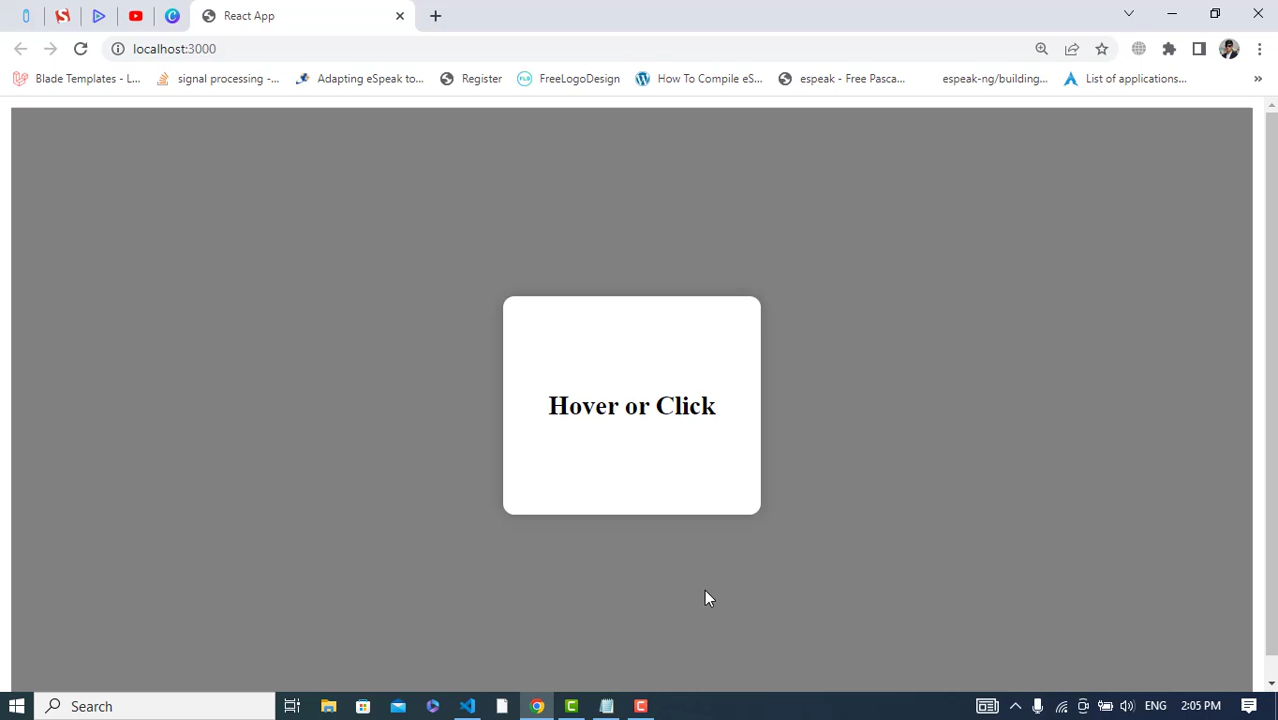 React App
localhost:3000
Blade Templates - L...
signal processing -...
Adapting eSpeak to...
Register
FLD
FreeLogoDesign
How To Compile eS...
espeak - Free Pasca...
espeak-ng/building...
List of applications...
Hover or Click
Search
ENG
2:05 PM